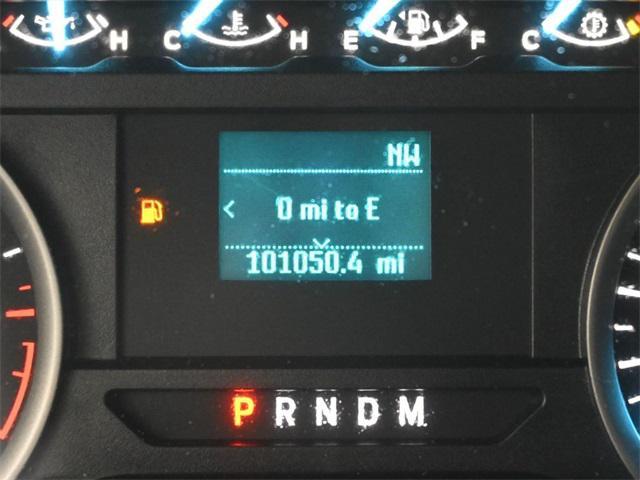 H C H E F C
NW
0 mi to E
101050.4 mi
P R N D M